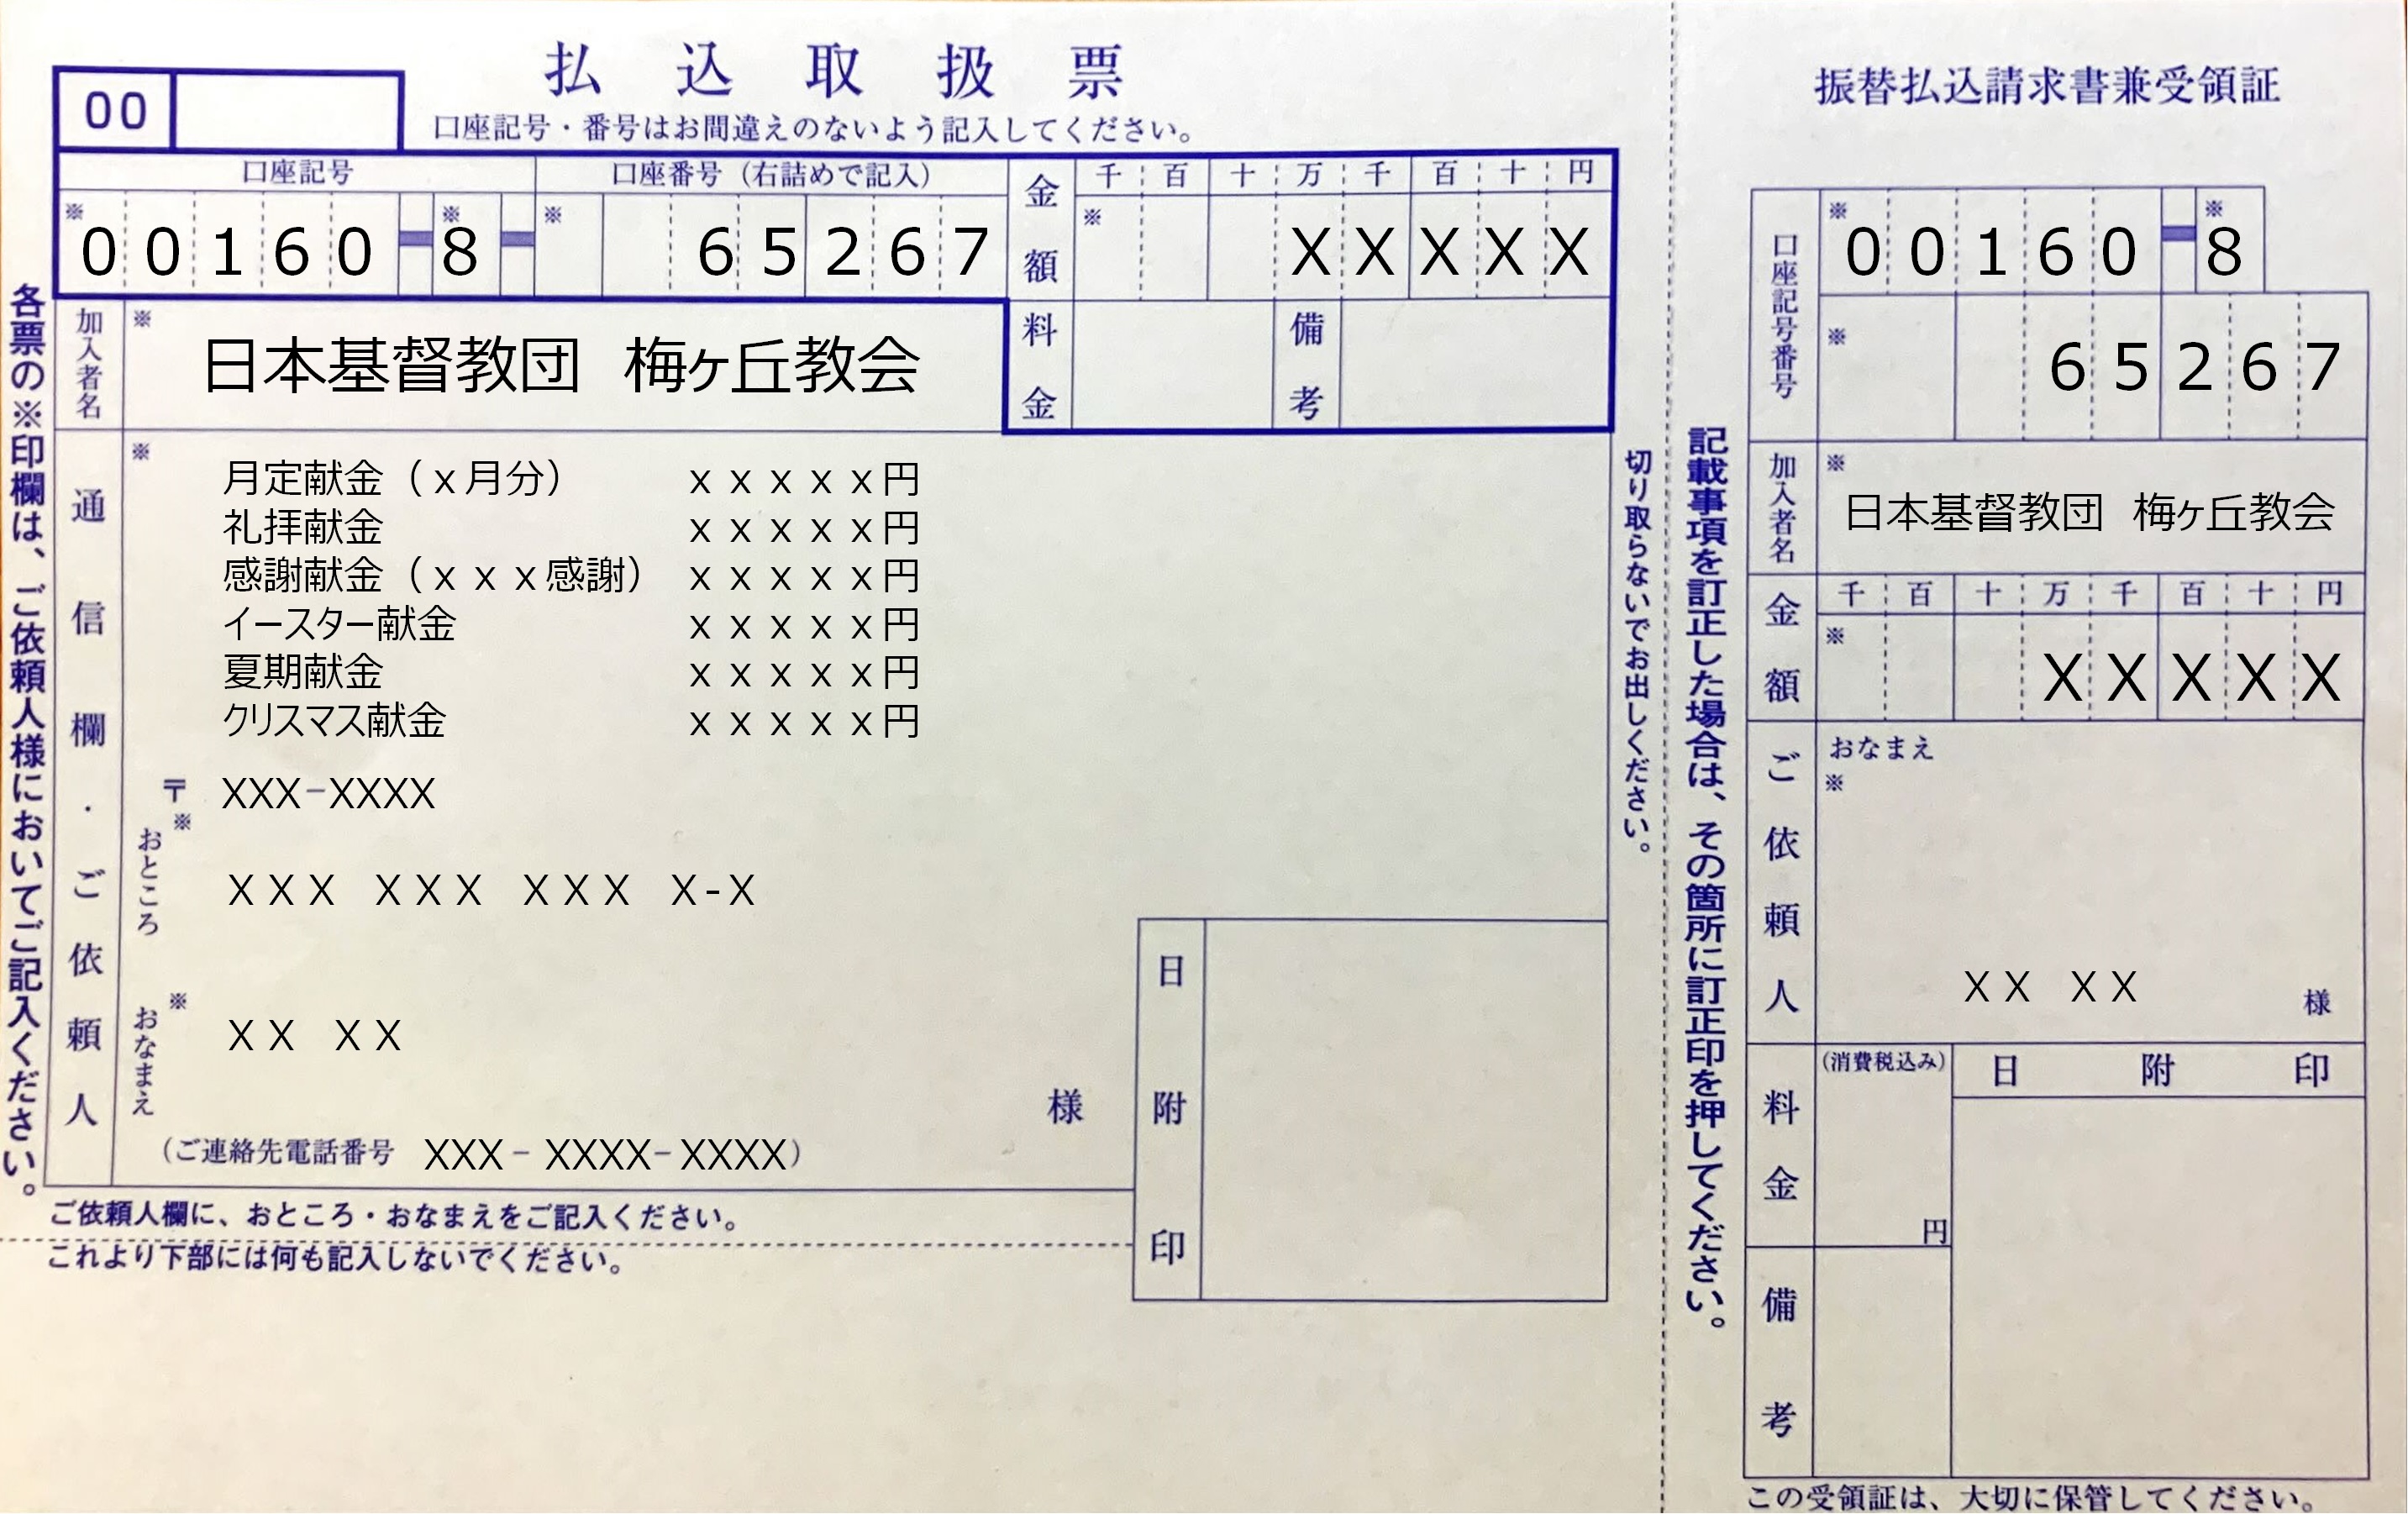 払込取扱票
00
口座記号・番号はお間違えのないよう記入してください。
口座記号 口座番号（右詰めで記入） 金額 千 百 十 万 千 百 十 円
※ 00160-※8- ※ 65267 ※ XXXXX
加入者名 ※ 日本基督教団 梅ヶ丘教会 料金 備考
各票の※印欄は、ご依頼人様においてご記入ください。
通信欄・ご依頼人
※
月定献金（ｘ月分） ｘｘｘｘｘ円
礼拝献金 ｘｘｘｘｘ円
感謝献金（ｘｘｘ感謝） ｘｘｘｘｘ円
イースター献金 ｘｘｘｘｘ円
夏期献金 ｘｘｘｘｘ円
クリスマス献金 ｘｘｘｘｘ円
〒 XXX-XXXX
おところ ※ XXX XXX XXX X-X
おなまえ ※ XX XX
様
(ご連絡先電話番号 XXX-XXXX-XXXX)
日附印
ご依頼人欄に、おところ・おなまえをご記入ください。
これより下部には何も記入しないでください。
切り取らないでお出しください。
記載事項を訂正した場合は、その箇所に訂正印を押してください。
振替払込請求書兼受領証
口座記号番号 ※ 00160-※8
※ 65267
加入者名 ※ 日本基督教団 梅ヶ丘教会
金額 千 百 十 万 千 百 十 円
※ XXXXX
ご依頼人 おなまえ
※
XX XX 様
料金 (消費税込み) 円
日附印
備考
この受領証は、大切に保管してください。